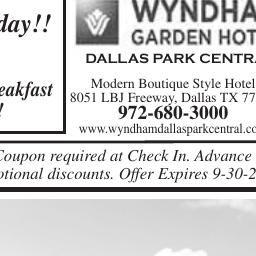 day!!
WYNDHA
GARDEN HOT
DALLAS PARK CENTRA
Modern Boutique Style Hotel
8051 LBJ Freeway, Dallas TX 77
972-680-3000
www.wyndhamdallasparkcentral.co
eakfast
!
Coupon required at Check In. Advance
otional discounts. Offer Expires 9-30-2